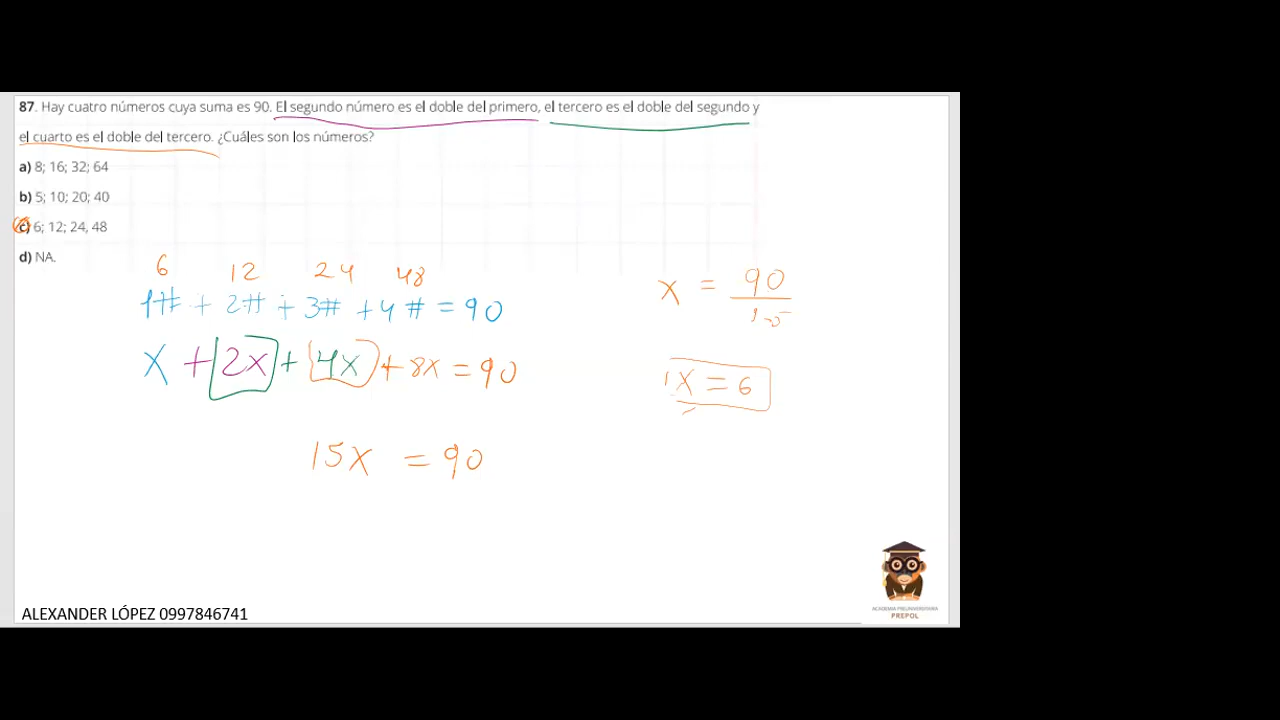 87. Hay cuatro números cuya suma es 90. El segundo número es el doble del primero, el tercero es el doble del segundo y
el cuarto es el doble del tercero. ¿Cuáles son los números?
a) 8; 16; 32; 64
b) 5; 10; 20; 40
c) 6; 12; 24, 48
d) NA.
6 12 24 48
1# + 2# + 3# + 4# = 90
x + 2x + 4x + 8x = 90
15x = 90
x = 90
15
x = 6
ACADEMIA PREUNIVERSITARIA
PREPOL
ALEXANDER LÓPEZ 0997846741